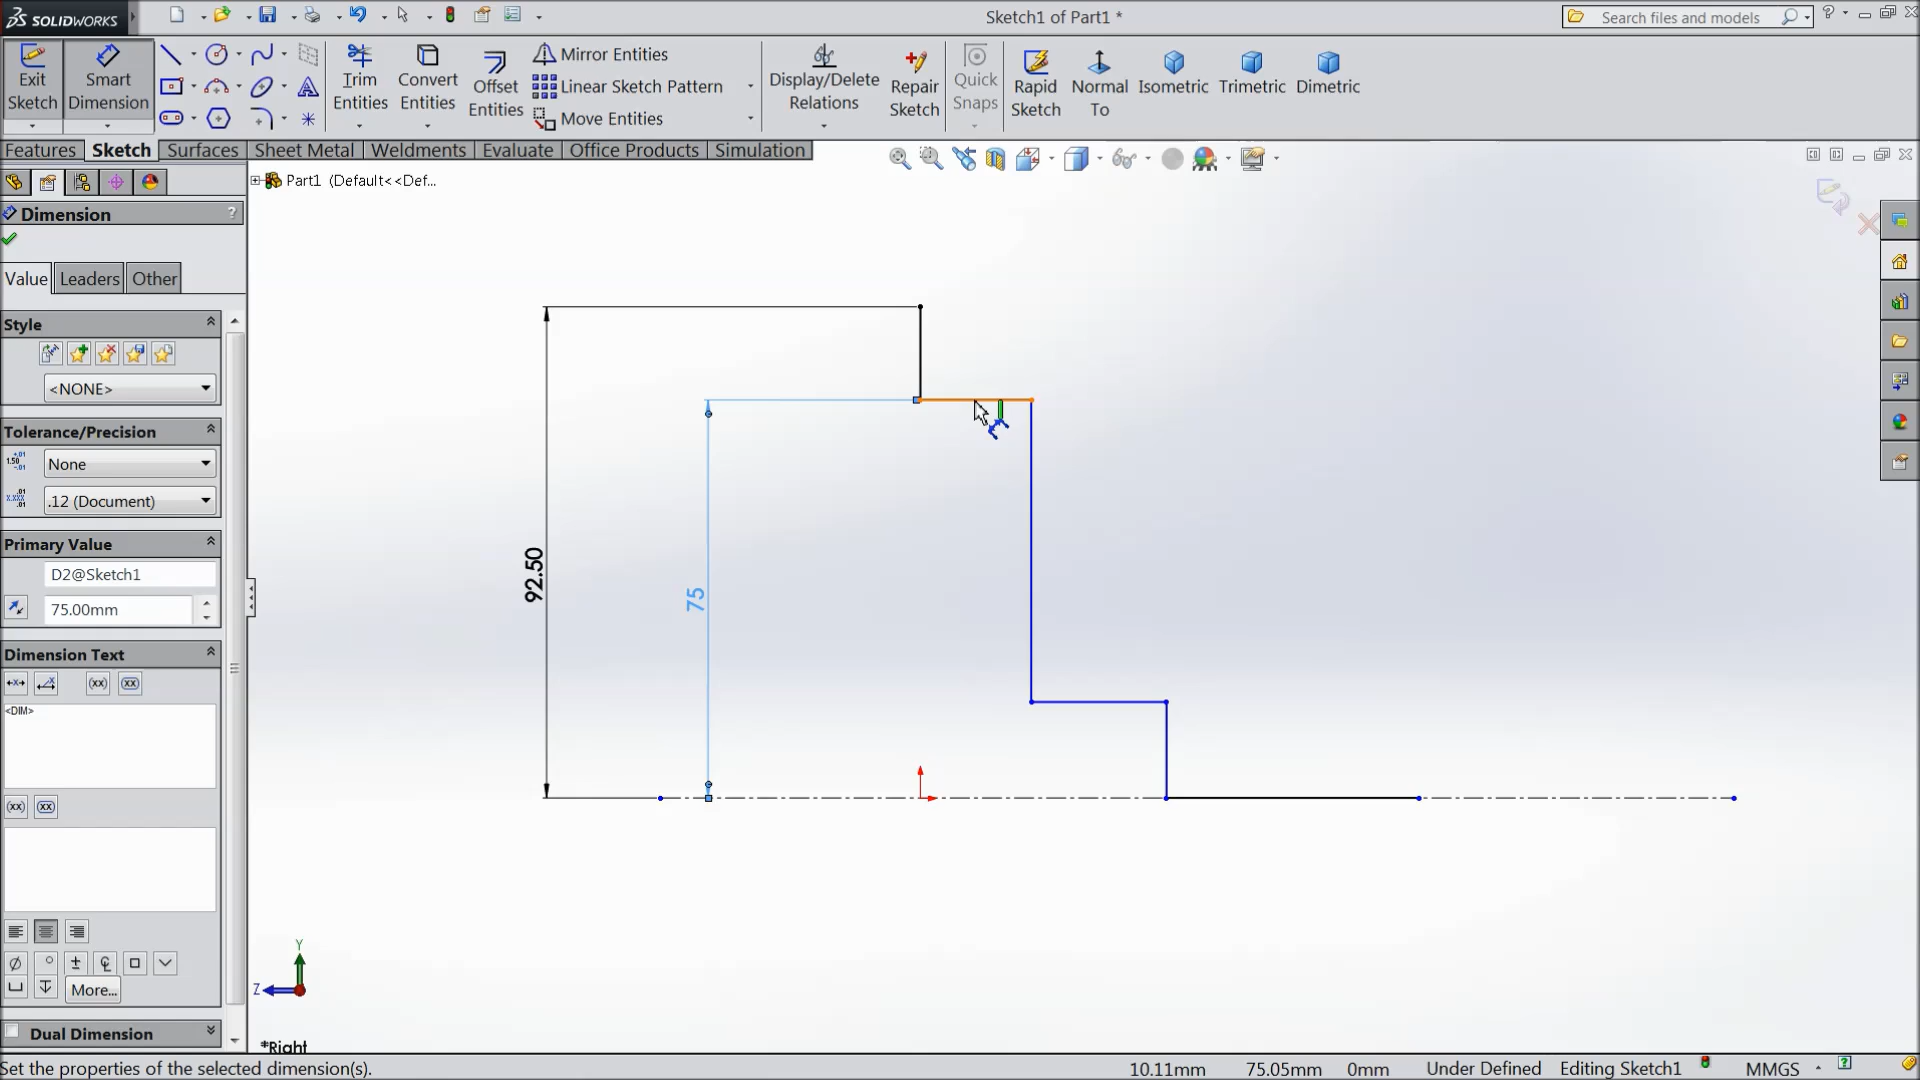 SOLIDWORKS
Sketch1 of Part1 *
Search files and models
Exit Sketch
Smart Dimension
Trim Entities
Convert Entities
Offset Entities
Mirror Entities
Linear Sketch Pattern
Move Entities
Display/Delete Relations
Repair Sketch
Quick Snaps
Rapid Sketch
Normal To
Isometric
Trimetric
Dimetric
Features
Sketch
Surfaces
Sheet Metal
Weldments
Evaluate
Office Products
Simulation
Part1 (Default<<Def...
Dimension
?
Value
Leaders
Other
Style
<NONE>
Tolerance/Precision
None
.12 (Document)
Primary Value
D2@Sketch1
75.00mm
Dimension Text
(xx)
(xx)
<DIM>
(xx)
(xx)
More...
Dual Dimension
92.50
75
Y
Z
*Right
Set the properties of the selected dimension(s).
10.11mm
75.05mm
0mm
Under Defined
Editing Sketch1
MMGS